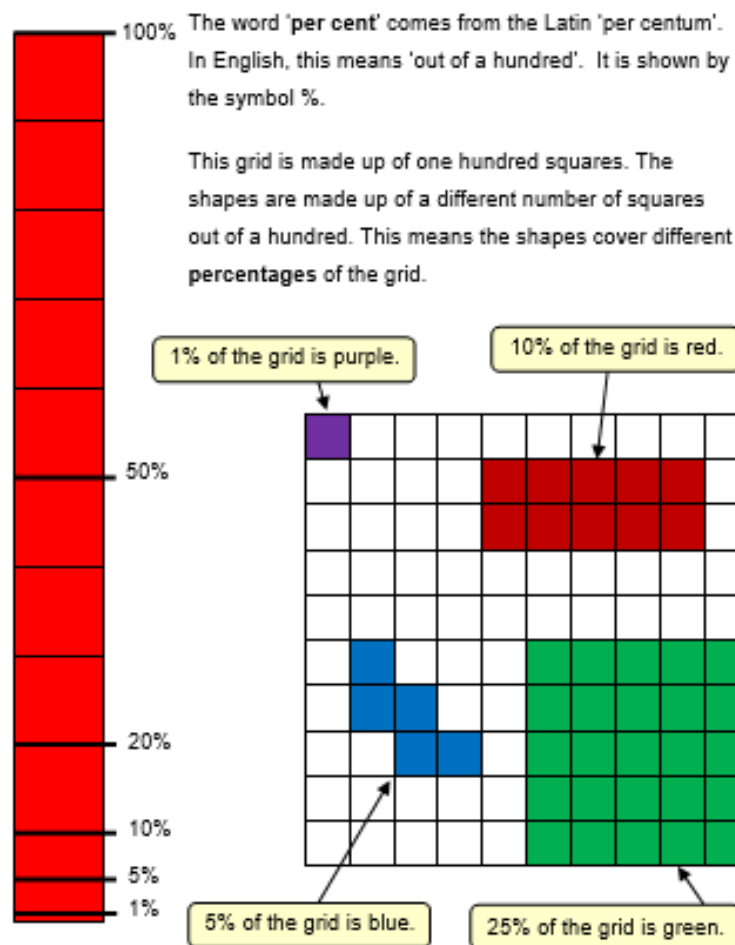 100%
The word 'per cent' comes from the Latin 'per centum'.
In English, this means 'out of a hundred'. It is shown by
the symbol %.
This grid is made up of one hundred squares. The
shapes are made up of a different number of squares
out of a hundred. This means the shapes cover different
percentages of the grid.
1% of the grid is purple.
10% of the grid is red.
50%
20%
10%
5%
1%
5% of the grid is blue.
25% of the grid is green.